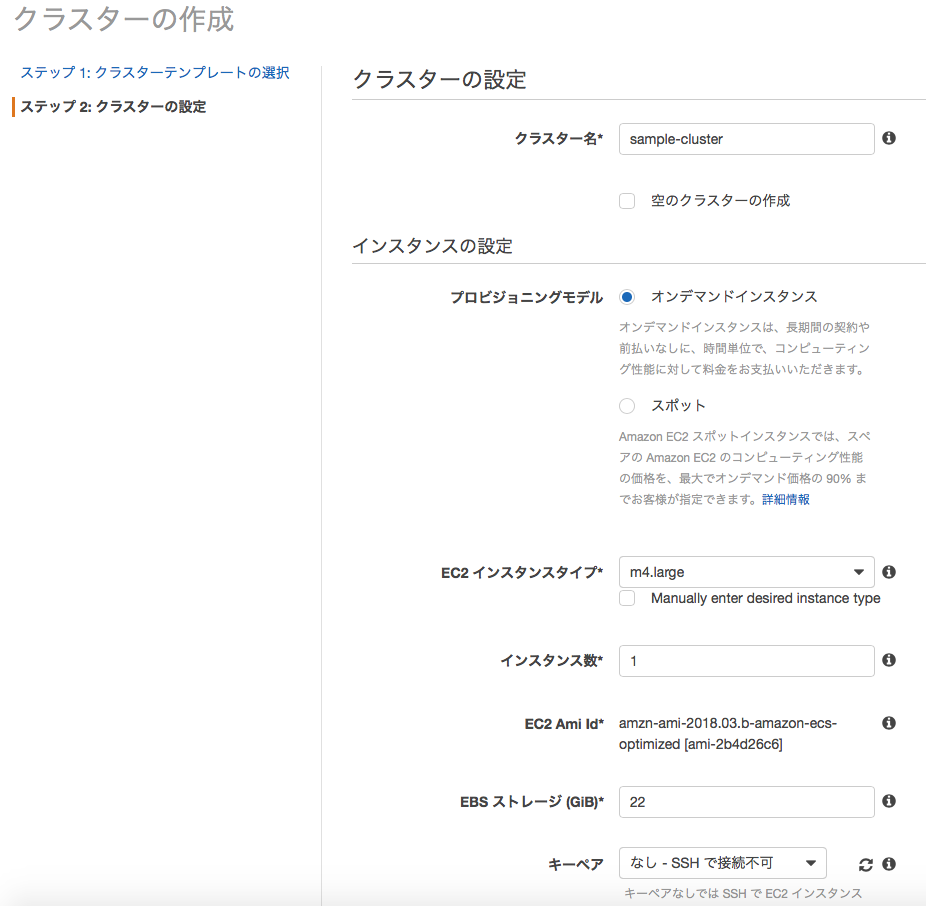 クラスターの作成
ステップ 1: クラスターテンプレートの選択
ステップ 2: クラスターの設定
クラスターの設定
クラスター名*
sample-cluster
空のクラスターの作成
インスタンスの設定
プロビジョニングモデル
オンデマンドインスタンス
オンデマンドインスタンスは、長期間の契約や
前払いなしに、時間単位で、コンピューティン
グ性能に対して料金をお支払いいただきます。
スポット
Amazon EC2 スポットインスタンスでは、スペ
アの Amazon EC2 のコンピューティング性能
の価格を、最大でオンデマンド価格の 90% ま
でお客様が指定できます。詳細情報
EC2 インスタンスタイプ*
m4.large
Manually enter desired instance type
インスタンス数*
1
EC2 Ami Id*
amzn-ami-2018.03.b-amazon-ecs-
optimized [ami-2b4d26c6]
EBS ストレージ (GiB)*
22
キーペア
なし - SSH で接続不可
キーペアなしでは SSH で EC2 インスタンス